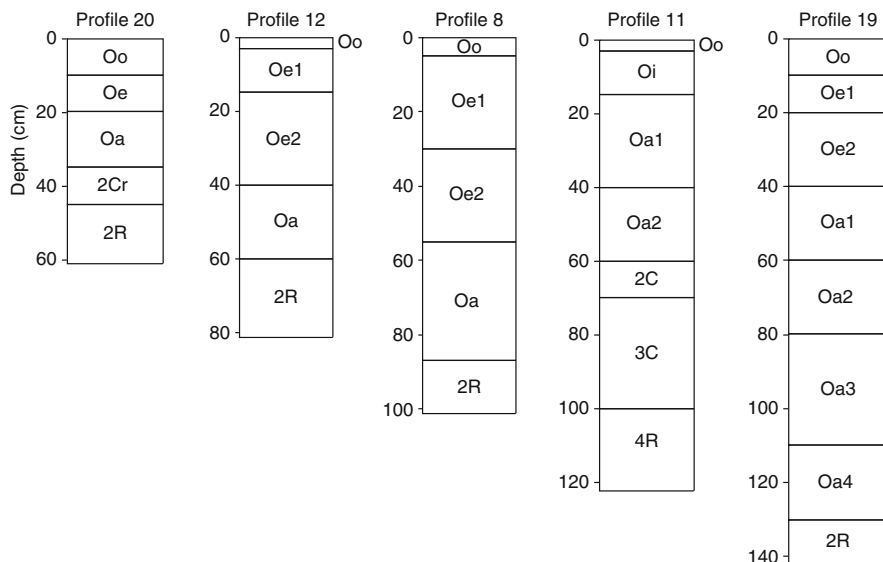 Profile 20
Depth (cm)
0
20
40
60
Oo
Oe
Oa
2Cr
2R
Profile 12
0
20
40
60
80
Oo
Oe1
Oe2
Oa
2R
Profile 8
0
20
40
60
80
100
Oo
Oe1
Oe2
Oa
2R
Profile 11
0
20
40
60
80
100
120
Oo
Oi
Oa1
Oa2
2C
3C
4R
Profile 19
0
20
40
60
80
100
120
140
Oo
Oe1
Oe2
Oa1
Oa2
Oa3
Oa4
2R